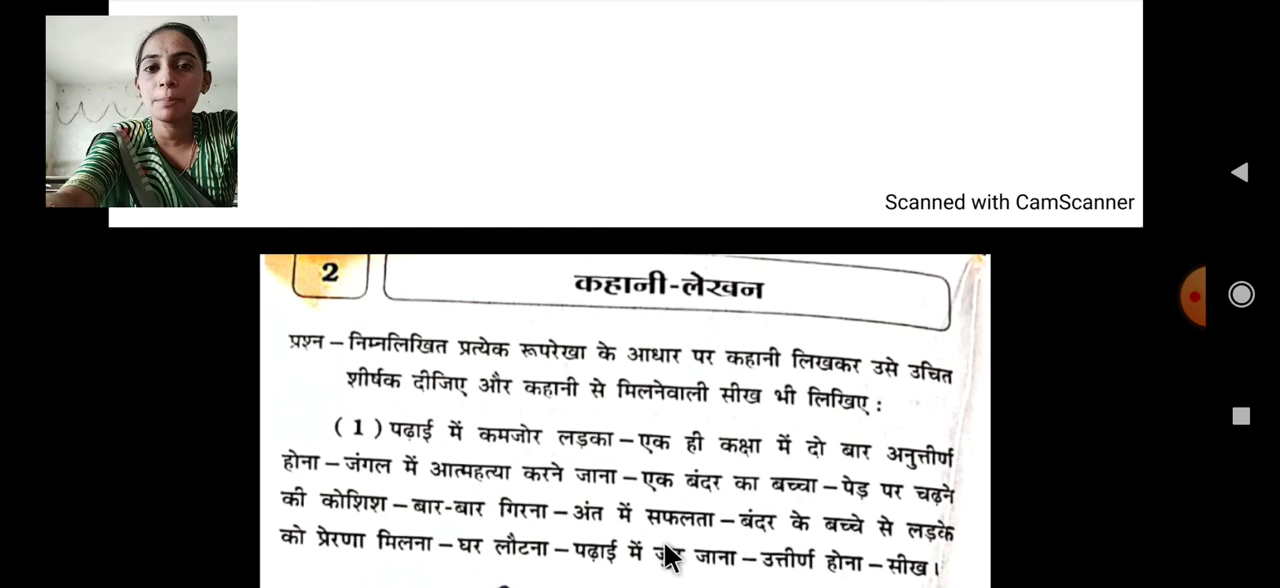 Scanned with CamScanner
2
कहानी-लेखन
प्रश्न – निम्नलिखित प्रत्येक रूपरेखा के आधार पर कहानी लिखकर उसे उचित
शीर्षक दीजिए और कहानी से मिलनेवाली सीख भी लिखिए :
( 1 ) पढ़ाई में कमजोर लड़का – एक ही कक्षा में दो बार अनुत्तीर्ण
होना – जंगल में आत्महत्या करने जाना – एक बंदर का बच्चा – पेड़ पर चढ़ने
की कोशिश – बार-बार गिरना – अंत में सफलता – बंदर के बच्चे से लड़के
को प्रेरणा मिलना – घर लौटना – पढ़ाई में जाना – उत्तीर्ण होना – सीख।